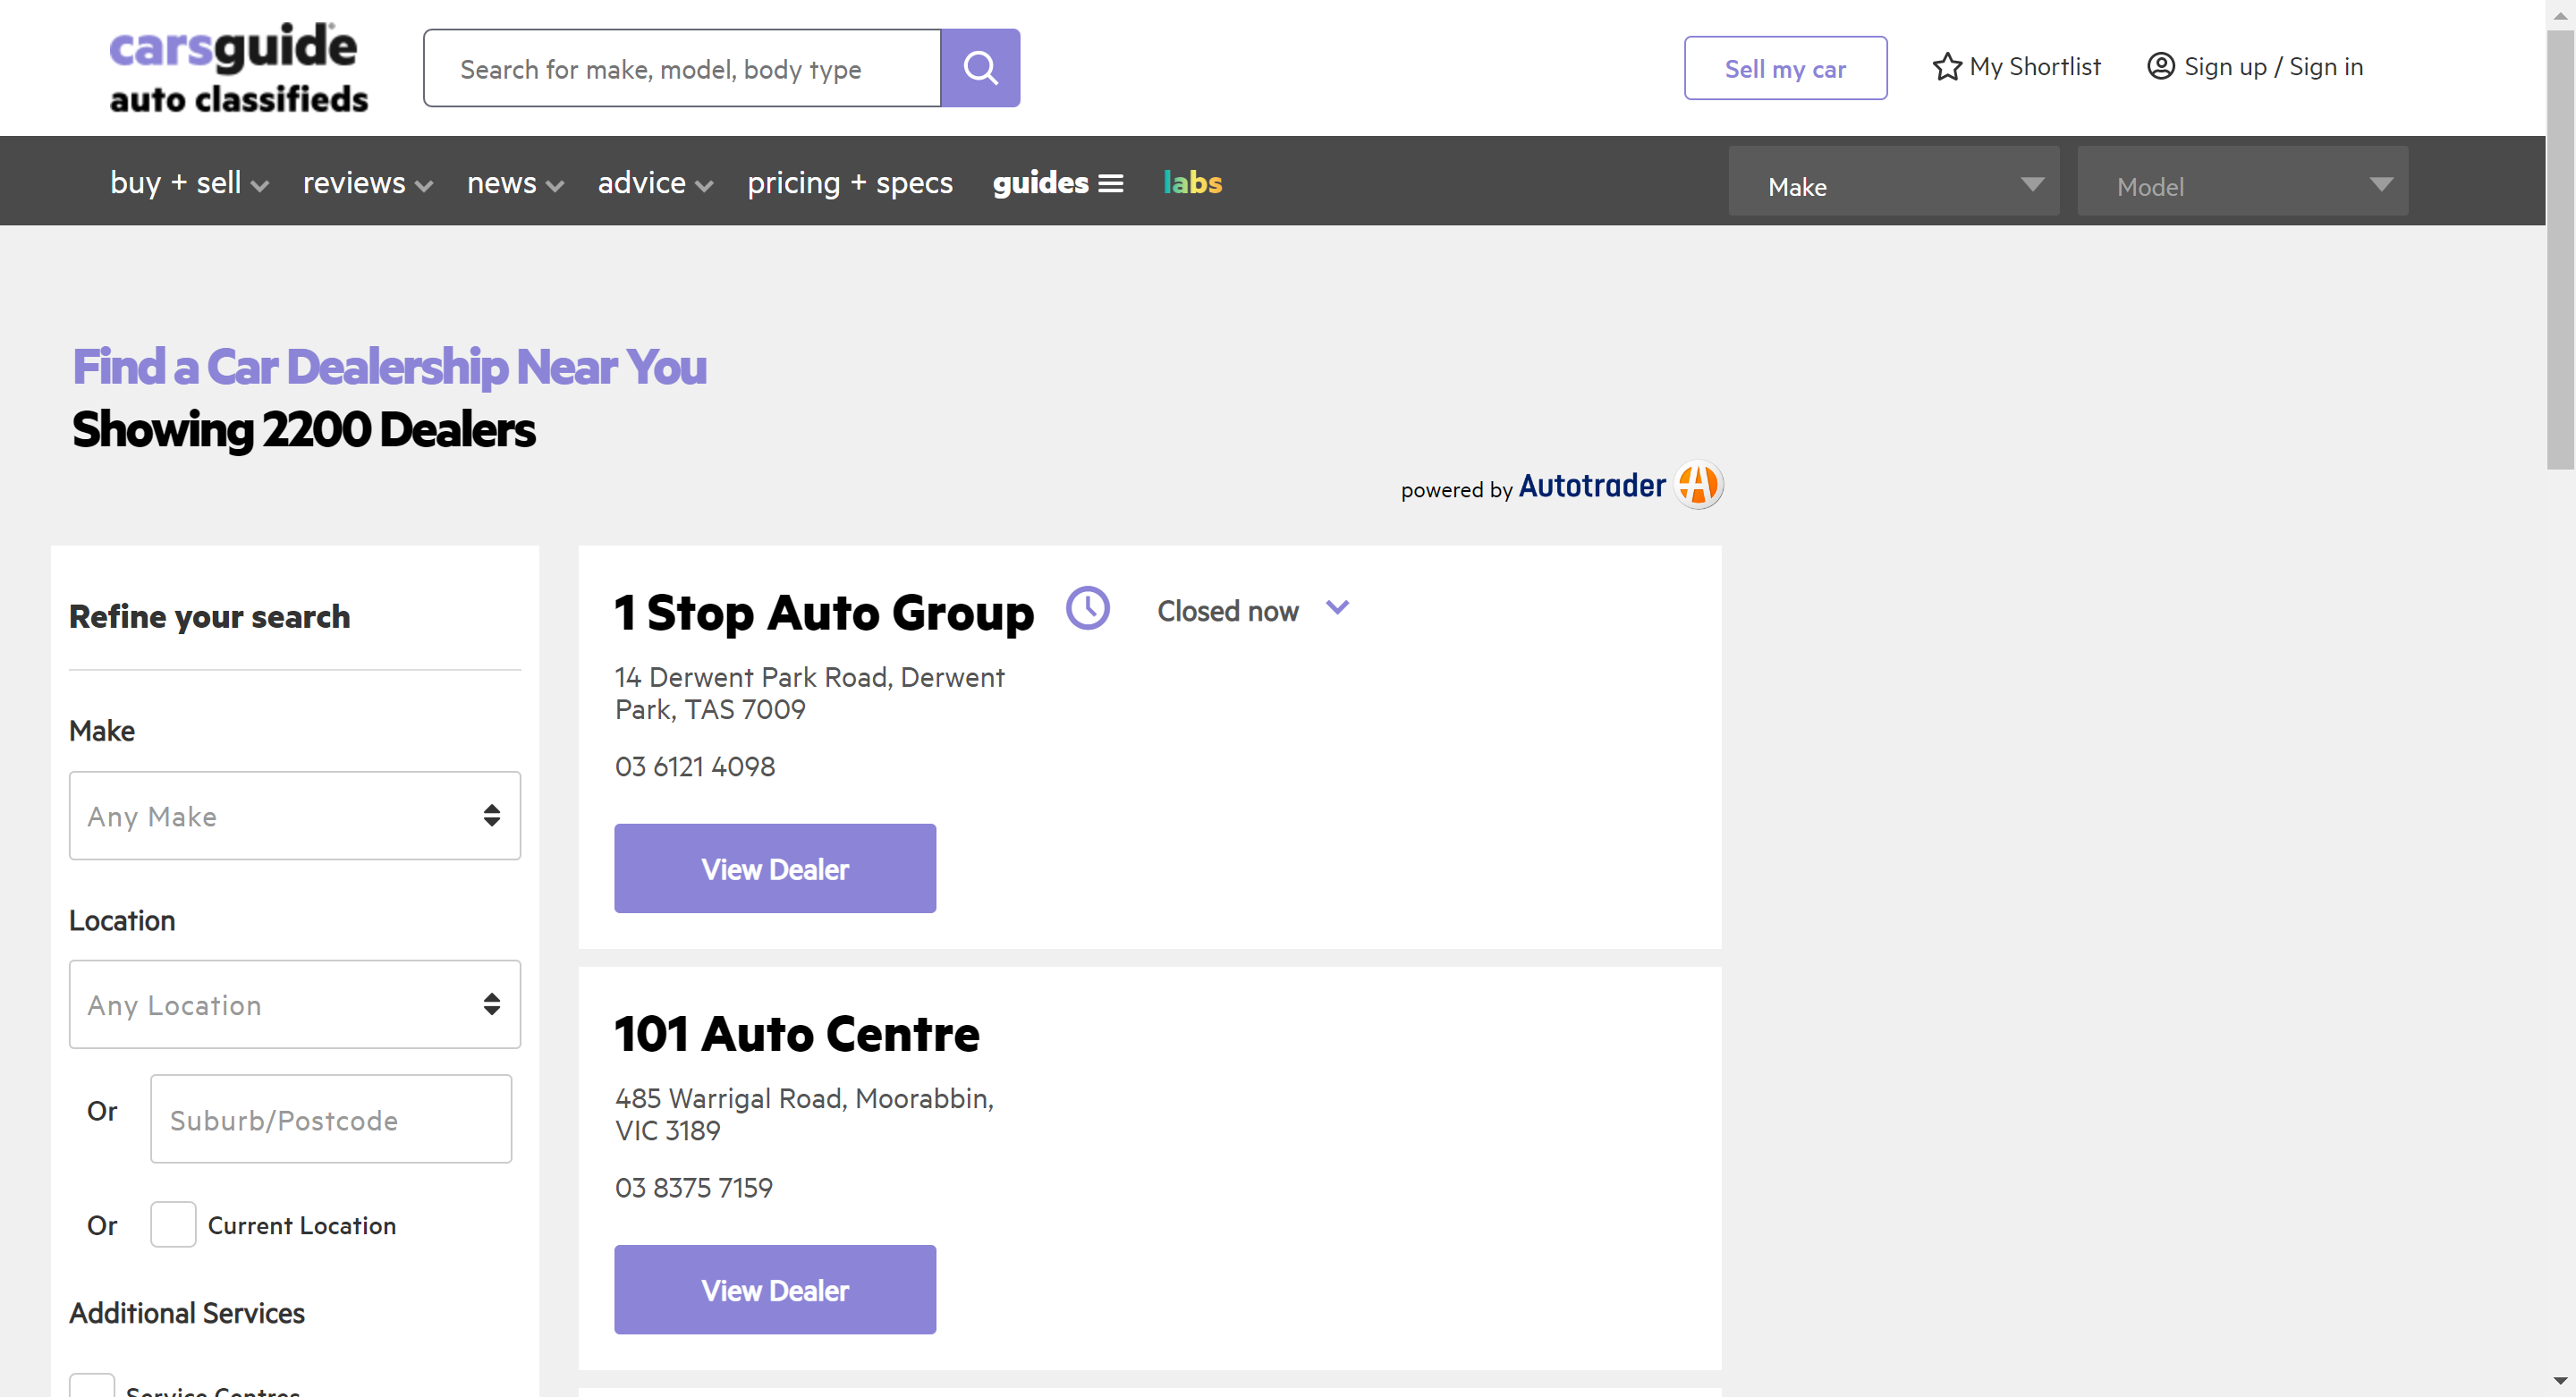 carsguide
auto classifieds
Search for make, model, body type
Sell my car
My Shortlist
Sign up / Sign in
buy + sell
reviews
news
advice
pricing + specs
guides
labs
Make
Model
Find a Car Dealership Near You
Showing 2200 Dealers
powered by Autotrader
Refine your search
Make
Any Make
Location
Any Location
Or
Suburb/Postcode
Or
Current Location
Additional Services
Service Centres
1 Stop Auto Group
Closed now
14 Derwent Park Road, Derwent
Park, TAS 7009
03 6121 4098
View Dealer
101 Auto Centre
485 Warrigal Road, Moorabbin,
VIC 3189
03 8375 7159
View Dealer